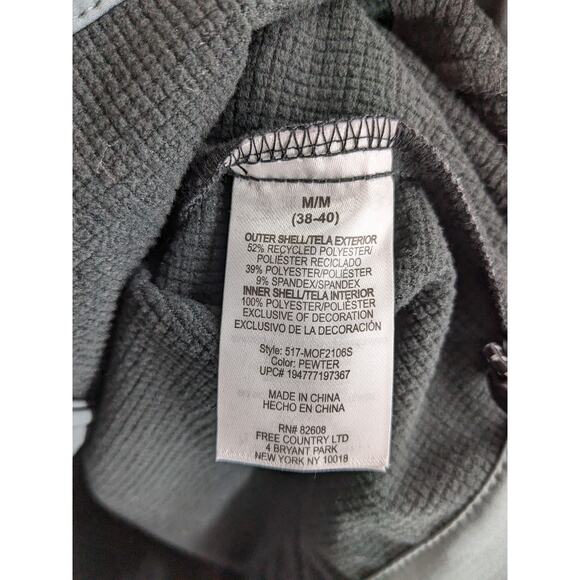 M/M
(38-40)
OUTER SHELL/TELA EXTERIOR
52% RECYCLED POLYESTER/
POLIÉSTER RECICLADO
39% POLYESTER/POLIÉSTER
9% SPANDEX/SPANDEX
INNER SHELL/TELA INTERIOR
100% POLYESTER/POLIÉSTER
EXCLUSIVE OF DECORATION
EXCLUSIVO DE LA DECORACIÓN
Style: 517-MOF2106S
Color: PEWTER
UPC# 194777197367
MADE IN CHINA
HECHO EN CHINA
RN# 82608
FREE COUNTRY LTD
4 BRYANT PARK
NEW YORK NY 10018